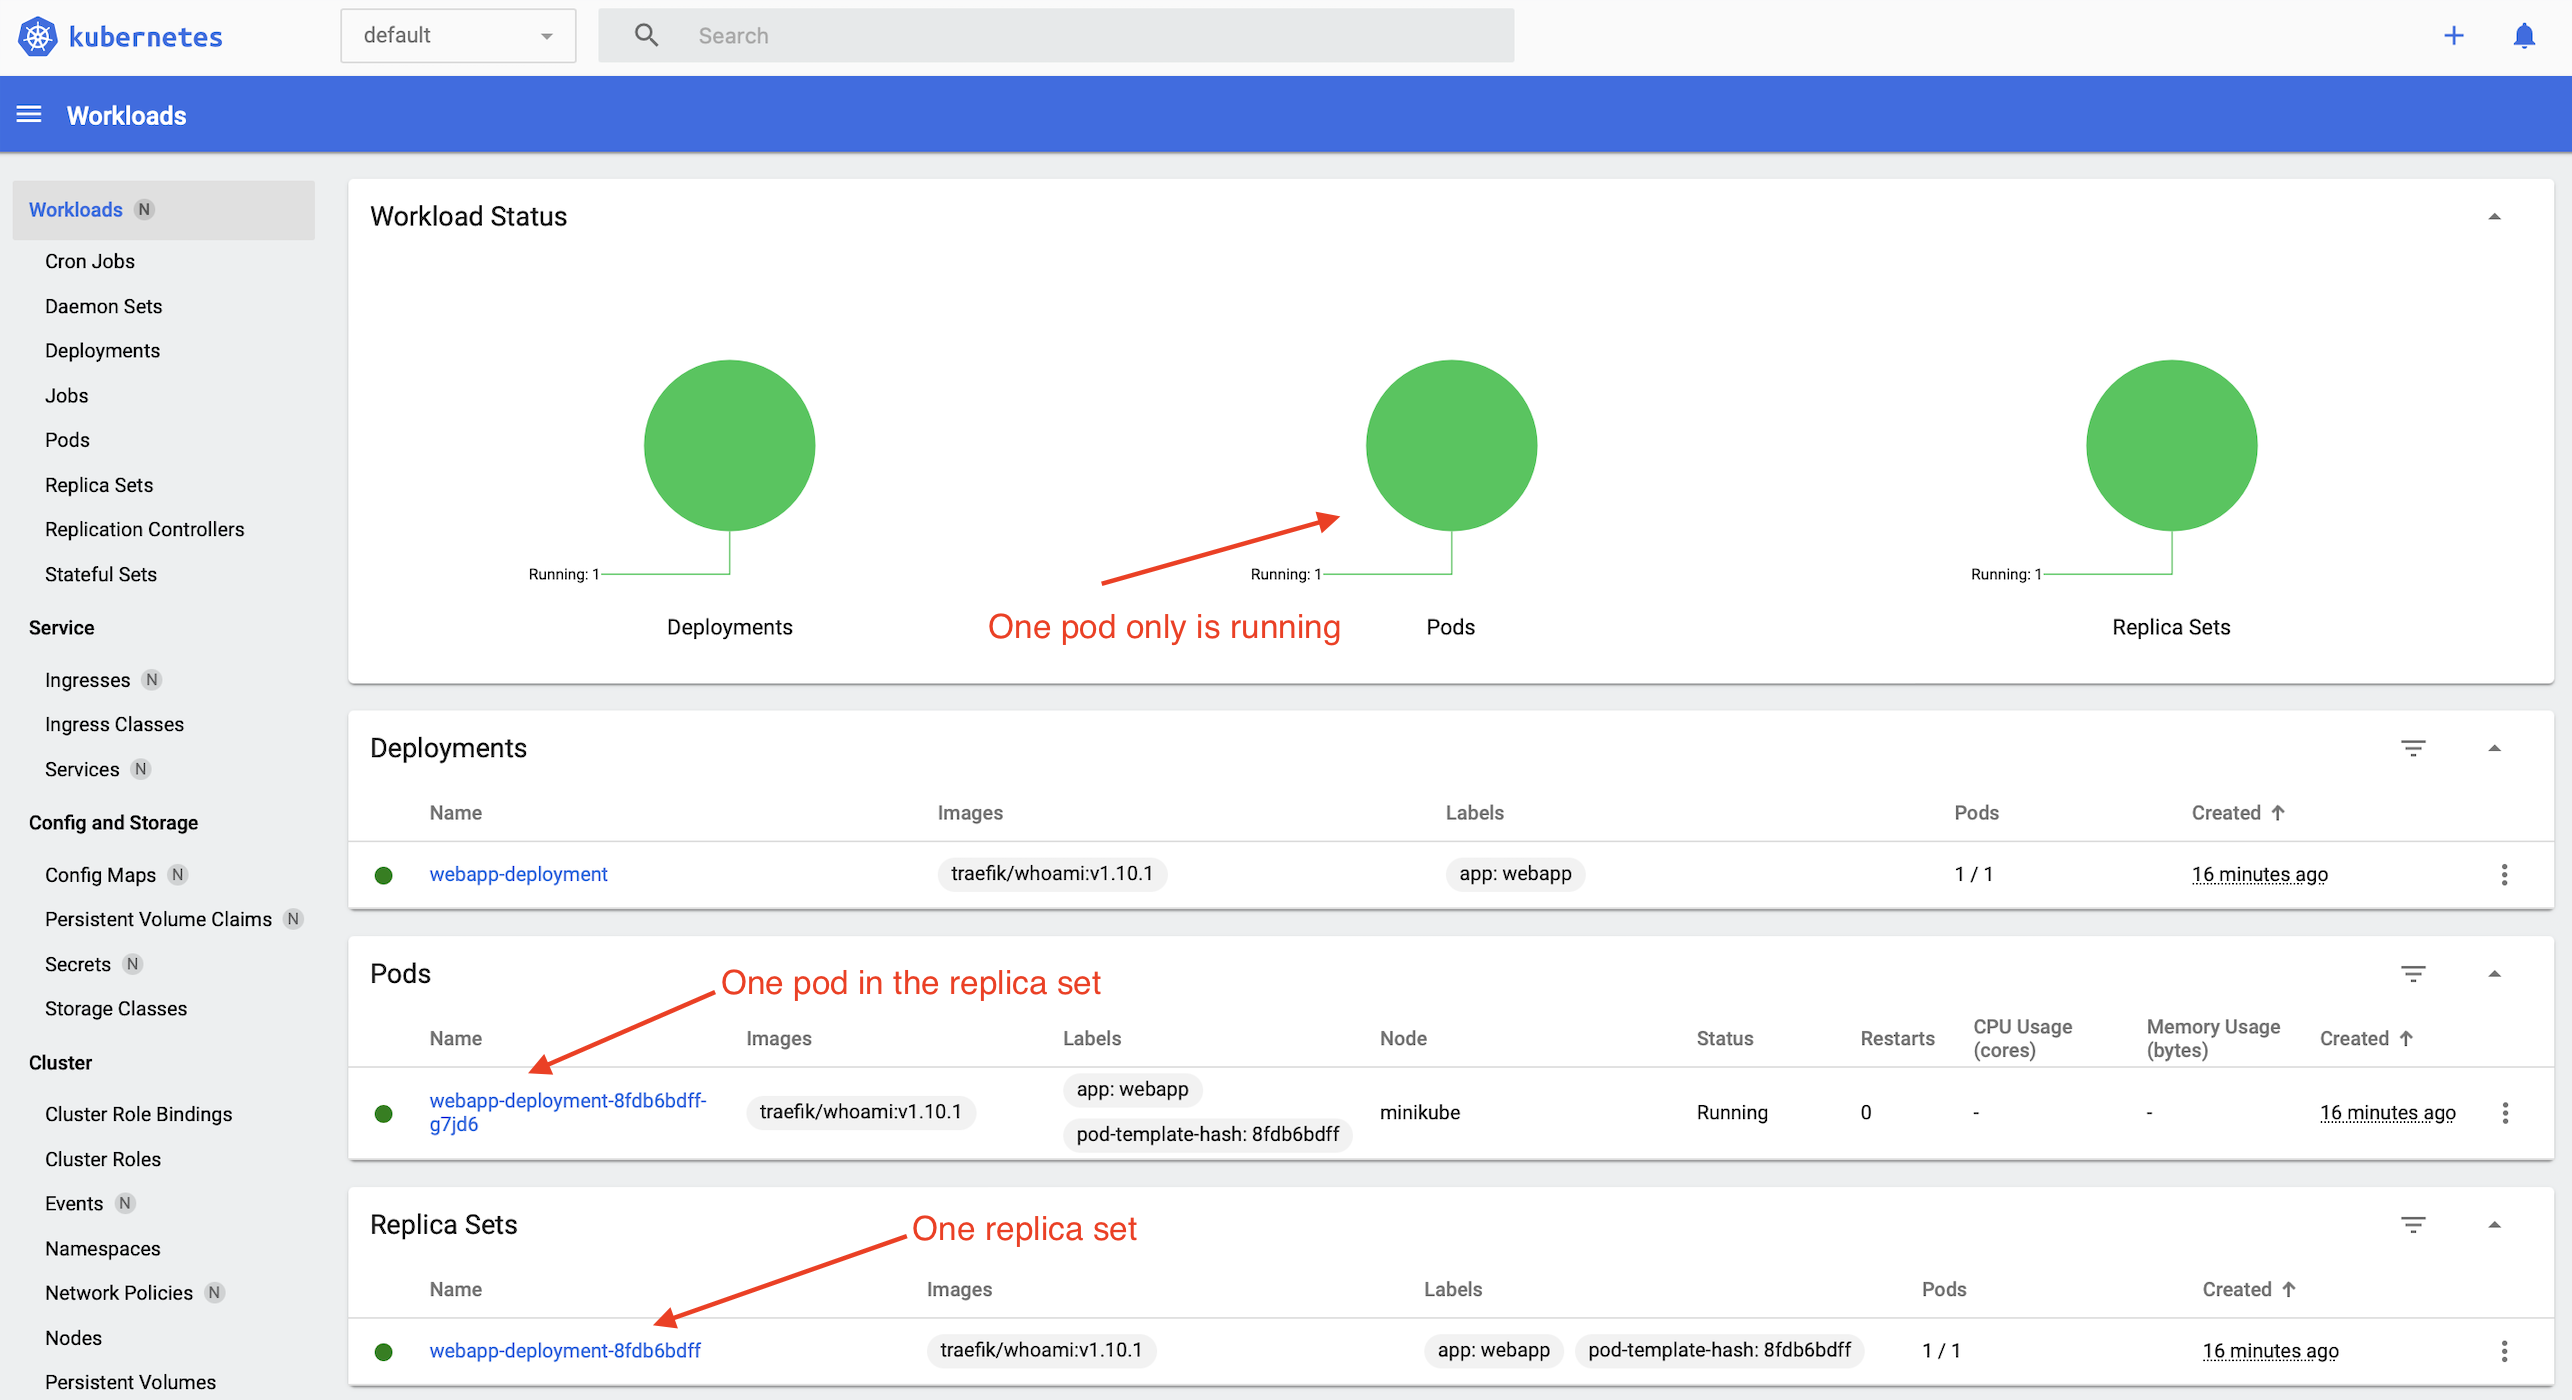 kubernetes
default
Search
Workloads
Workloads N
Cron Jobs
Daemon Sets
Deployments
Jobs
Pods
Replica Sets
Replication Controllers
Stateful Sets
Service
Ingresses N
Ingress Classes
Services N
Config and Storage
Config Maps N
Persistent Volume Claims N
Secrets N
Storage Classes
Cluster
Cluster Role Bindings
Cluster Roles
Events N
Namespaces
Network Policies N
Nodes
Persistent Volumes
Workload Status
Running: 1
Deployments
Running: 1
One pod only is running
Pods
Running: 1
Replica Sets
Deployments
Name Images Labels Pods Created
webapp-deployment traefik/whoami:v1.10.1 app: webapp 1 / 1 16 minutes ago
Pods
One pod in the replica set
Name Images Labels Node Status Restarts CPU Usage Memory Usage Created
(cores) (bytes)
app: webapp
webapp-deployment-8fdb6bdff- traefik/whoami:v1.10.1 minikube Running 0 - - 16 minutes ago
g7jd6
pod-template-hash: 8fdb6bdff
Replica Sets
One replica set
Name Images Labels Pods Created
webapp-deployment-8fdb6bdff traefik/whoami:v1.10.1 app: webapp pod-template-hash: 8fdb6bdff 1 / 1 16 minutes ago